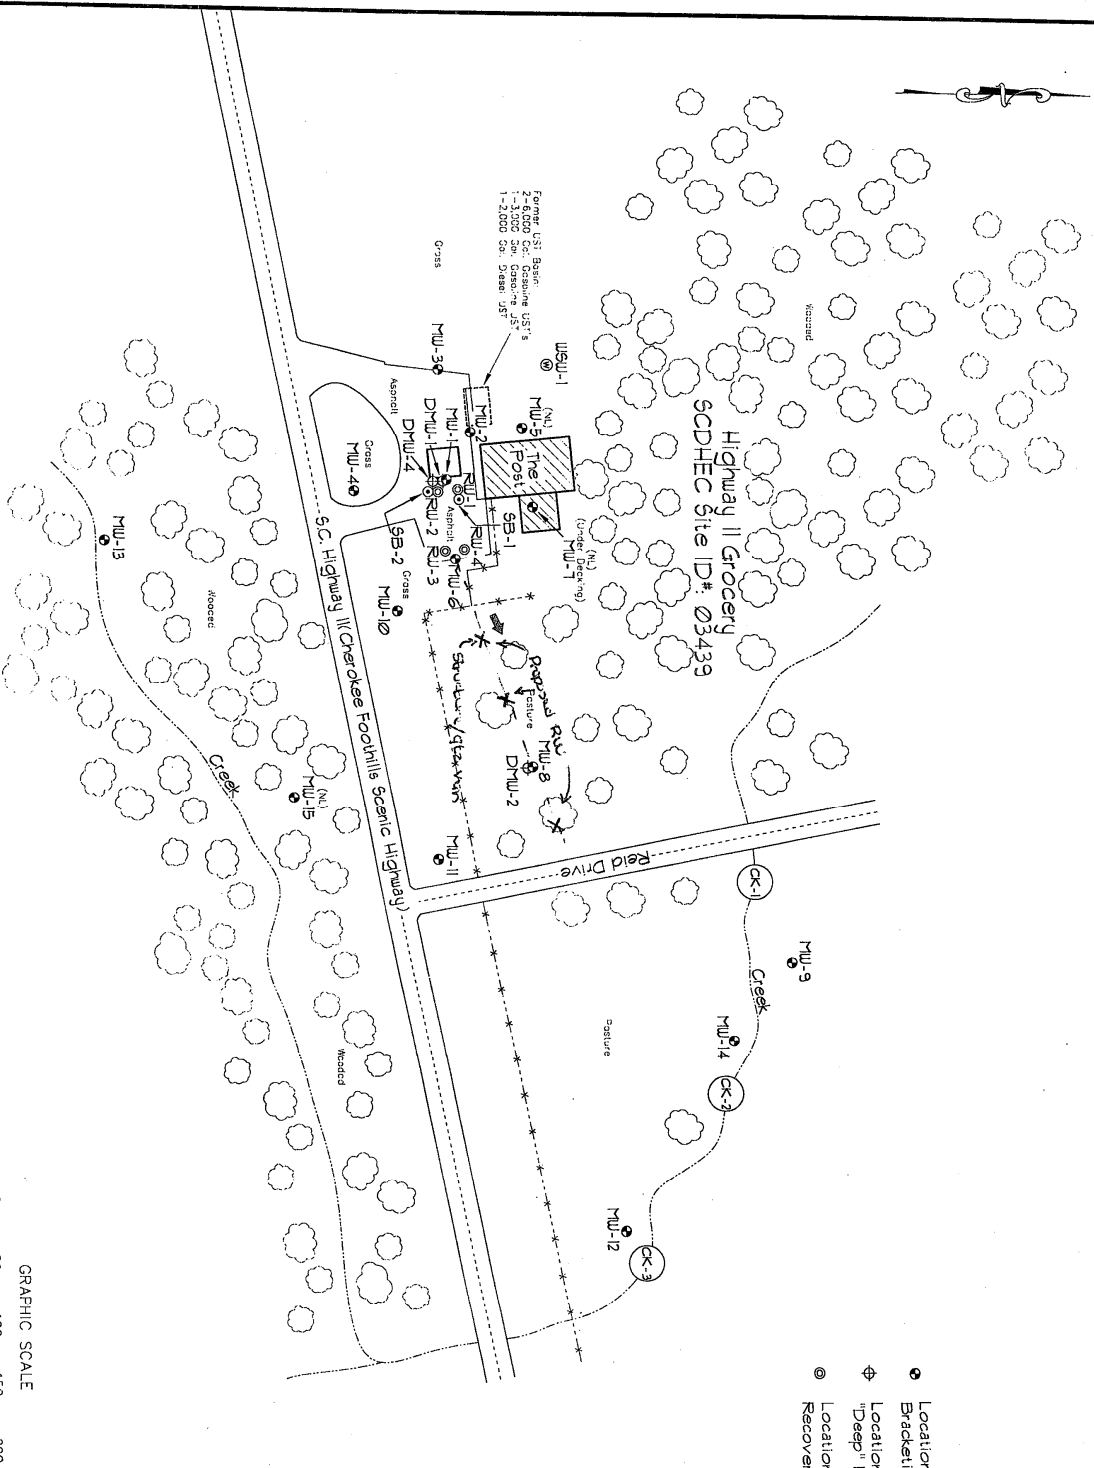 Highway 11 Grocery
SCDHEC Site ID#: 03439
Wooded
Former UST Basin:
2-6,000 Gal. Gasoline UST's
1-3,000 Gal. Gasoline UST
1-2,000 Gal. Diesel UST
Grass
WSW-1
(NL)
MW-5
MW-3
MW-2
The
Post
MW-1
DMW-1
DMW-4
Asphalt
Grass
MW-4
RW-1
RW-2
RW-3
RW-4
Asphalt
SB-1
SB-2
(NL)
MW-7
(Under Decking)
MW-6
Grass
MW-10
Proposed RW
Pasture
MW-8
DMW-2
Structure/qtz. vein
MW-11
S.C. Highway 11(Cherokee Foothills Scenic Highway)
Reid Drive
CK-1
Creek
MW-9
MW-14
CK-2
Pasture
MW-12
CK-3
MW-13
Wooded
Creek
(NL)
MW-15
Wooded
Location
Bracketi
Location
"Deep"
Location
Recover
GRAPHIC SCALE